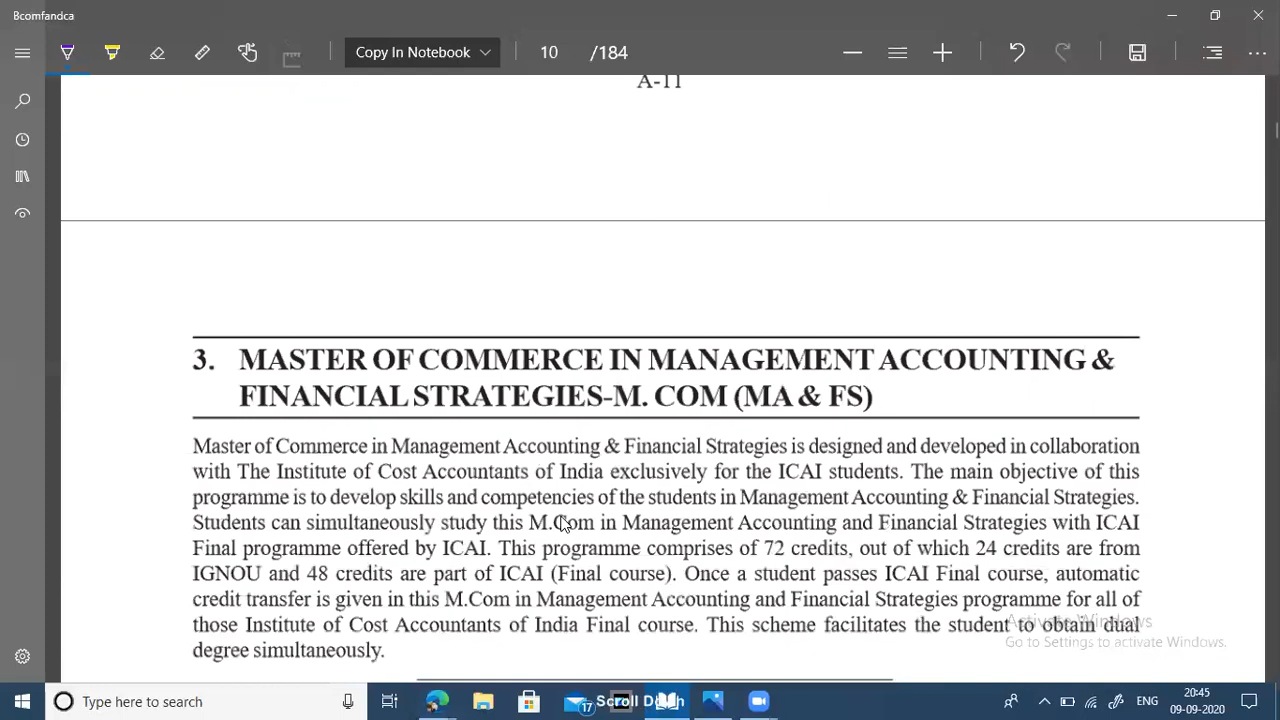 Bcomfandca
Copy In Notebook
10 /184
A-11
3. MASTER OF COMMERCE IN MANAGEMENT ACCOUNTING &
FINANCIAL STRATEGIES-M. COM (MA & FS)
Master of Commerce in Management Accounting & Financial Strategies is designed and developed in collaboration
with The Institute of Cost Accountants of India exclusively for the ICAI students. The main objective of this
programme is to develop skills and competencies of the students in Management Accounting & Financial Strategies.
Students can simultaneously study this M.Com in Management Accounting and Financial Strategies with ICAI
Final programme offered by ICAI. This programme comprises of 72 credits, out of which 24 credits are from
IGNOU and 48 credits are part of ICAI (Final course). Once a student passes ICAI Final course, automatic
credit transfer is given in this M.Com in Management Accounting and Financial Strategies programme for all of
those Institute of Cost Accountants of India Final course. This scheme facilitates the student to obtain dual
degree simultaneously.
Activate Windows
Go to Settings to activate Windows.
Type here to search
17
Scroll D
ENG
20:45
09-09-2020